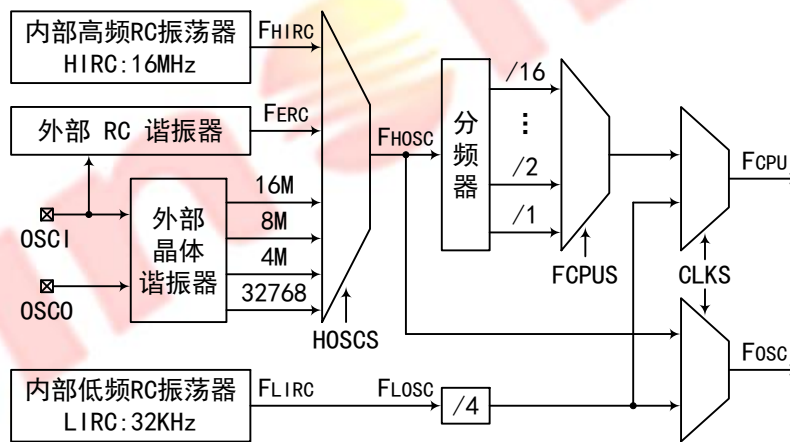 内部高频RC振荡器
HIRC:16MHz
FHIRC
外部 RC 谐振器
FERC
OSCI
OSCO
外部
晶体
谐振器
16M
8M
4M
32768
HOSCS
FHOSC
分
频
器
/16
⋮
/2
/1
FCPUS
CLKS
FCPU
FOSC
内部低频RC振荡器
LIRC:32KHz
FLIRC
FLOSC
/4